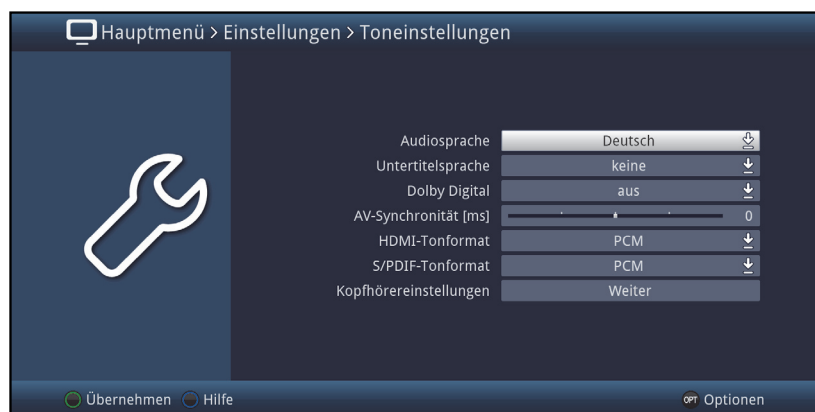 Hauptmenü > Einstellungen > Toneinstellungen
Audiosprache Deutsch
Untertitelsprache keine
Dolby Digital aus
AV-Synchronität [ms] 0
HDMI-Tonformat PCM
S/PDIF-Tonformat PCM
Kopfhörereinstellungen Weiter
Übernehmen Hilfe OPT Optionen